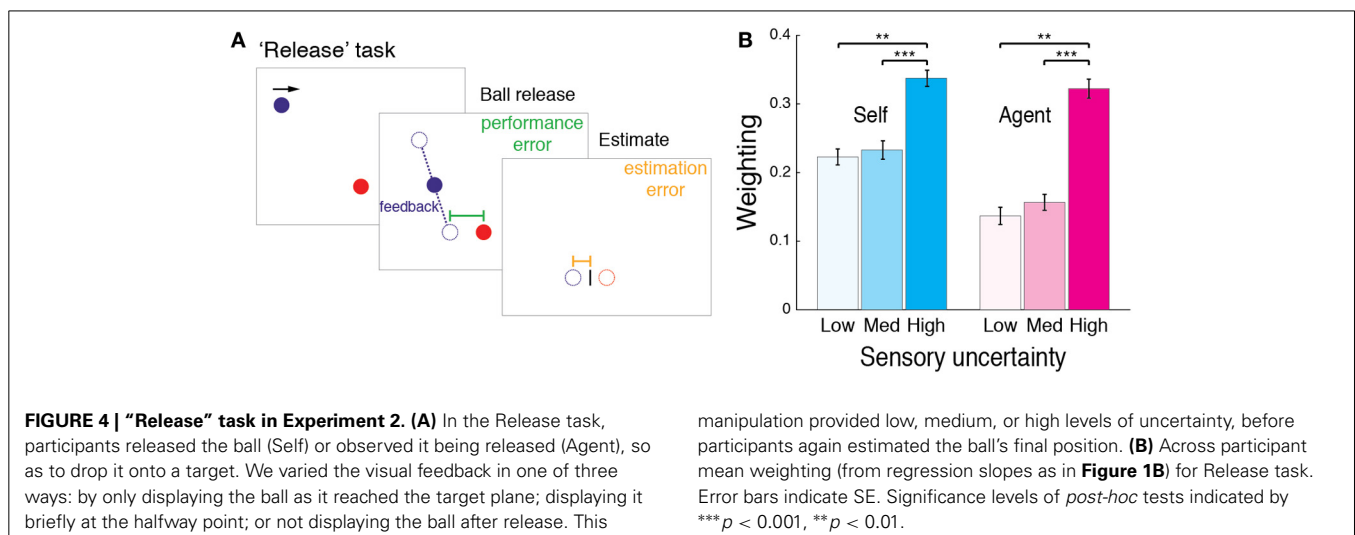 A
'Release' task
Ball release
performance
error
feedback
Estimate
estimation
error
B
Weighting
0.4
0.3
0.2
0.1
0
**
***
Self
**
***
Agent
Low Med High
Low Med High
Sensory uncertainty
FIGURE 4 | “Release” task in Experiment 2. (A) In the Release task,
participants released the ball (Self) or observed it being released (Agent), so
as to drop it onto a target. We varied the visual feedback in one of three
ways: by only displaying the ball as it reached the target plane; displaying it
briefly at the halfway point; or not displaying the ball after release. This
manipulation provided low, medium, or high levels of uncertainty, before
participants again estimated the ball's final position. (B) Across participant
mean weighting (from regression slopes as in Figure 1B) for Release task.
Error bars indicate SE. Significance levels of post-hoc tests indicated by
***p < 0.001, **p < 0.01.